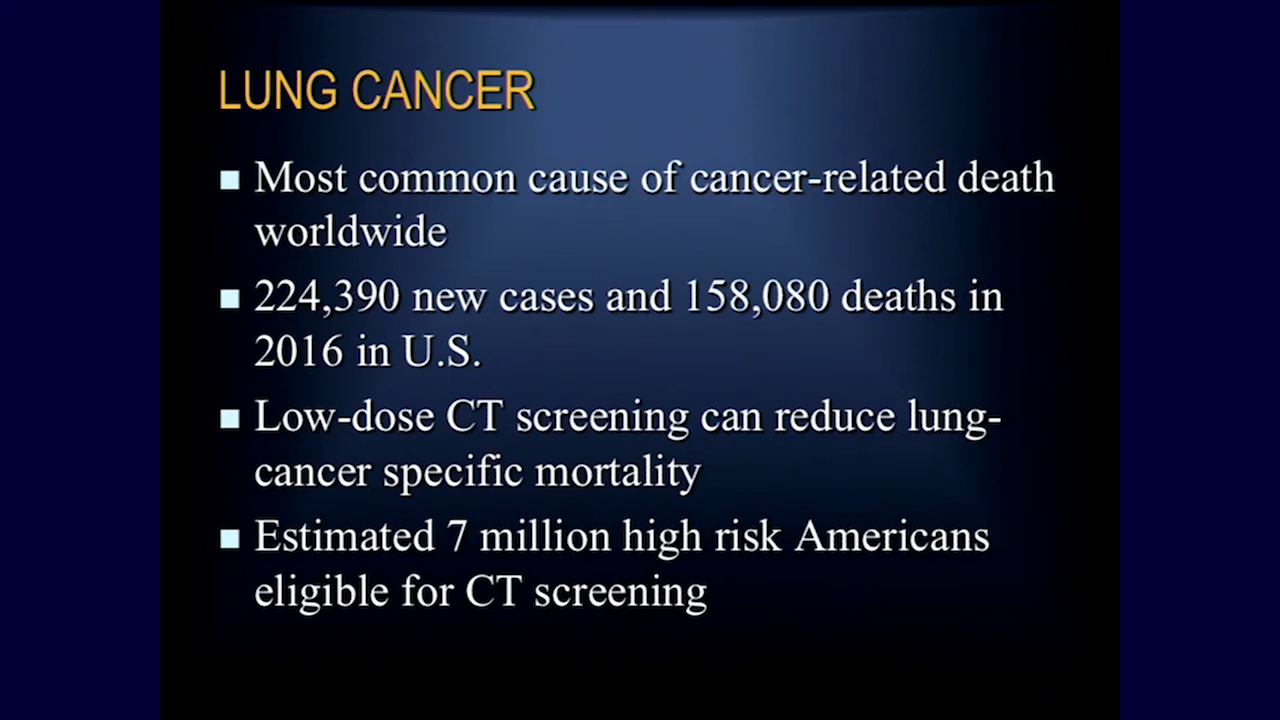 LUNG CANCER
Most common cause of cancer-related death
worldwide
224,390 new cases and 158,080 deaths in
2016 in U.S.
Low-dose CT screening can reduce lung-
cancer specific mortality
Estimated 7 million high risk Americans
eligible for CT screening